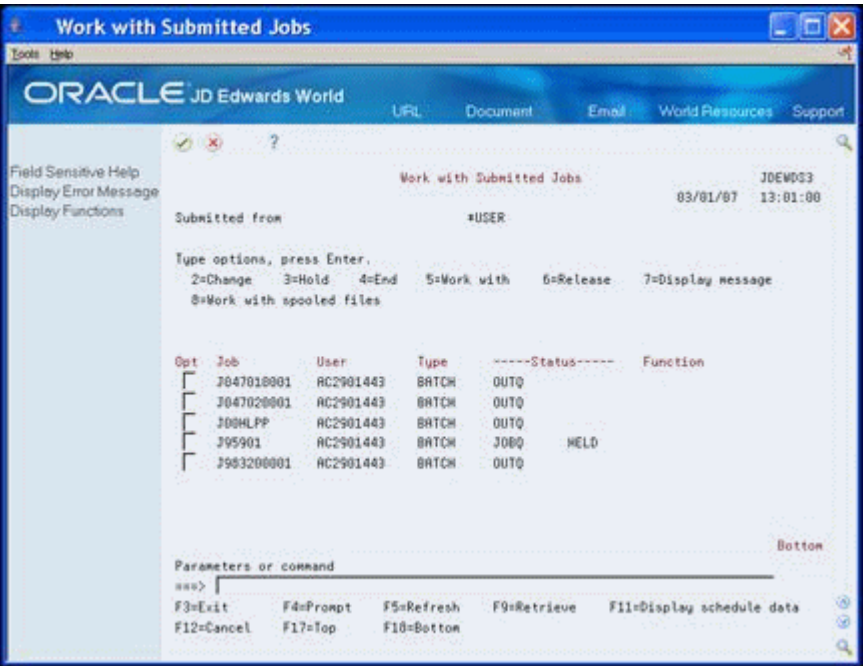 Work with Submitted Jobs
Tools Help
ORACLE JD Edwards World
URL Document Email World Resources Support
?
Field Sensitive Help
Display Error Message
Display Functions
Work with Submitted Jobs JDEWDS3
03/01/07 13:01:00
Submitted from *USER
Type options, press Enter.
2=Change 3=Hold 4=End 5=Work with 6=Release 7=Display message
8=Work with spooled files
Opt Job User Type -----Status----- Function
J047010001 AC2901443 BATCH OUTQ
J047020001 AC2901443 BATCH OUTQ
J00HLPP AC2901443 BATCH OUTQ
J95901 AC2901443 BATCH JOBQ HELD
J983200001 AC2901443 BATCH OUTQ
Bottom
Parameters or command
===>
F3=Exit F4=Prompt F5=Refresh F9=Retrieve F11=Display schedule data
F12=Cancel F17=Top F18=Bottom